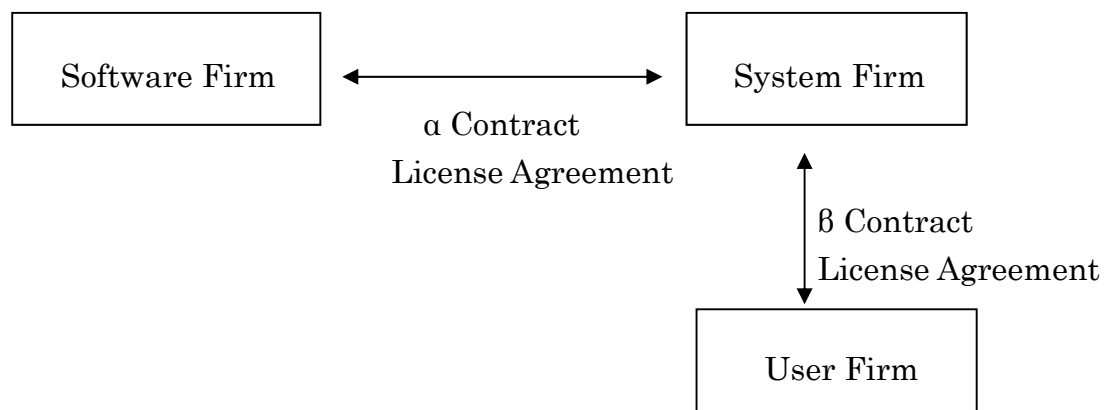 Software Firm
System Firm
α Contract
License Agreement
β Contract
License Agreement
User Firm